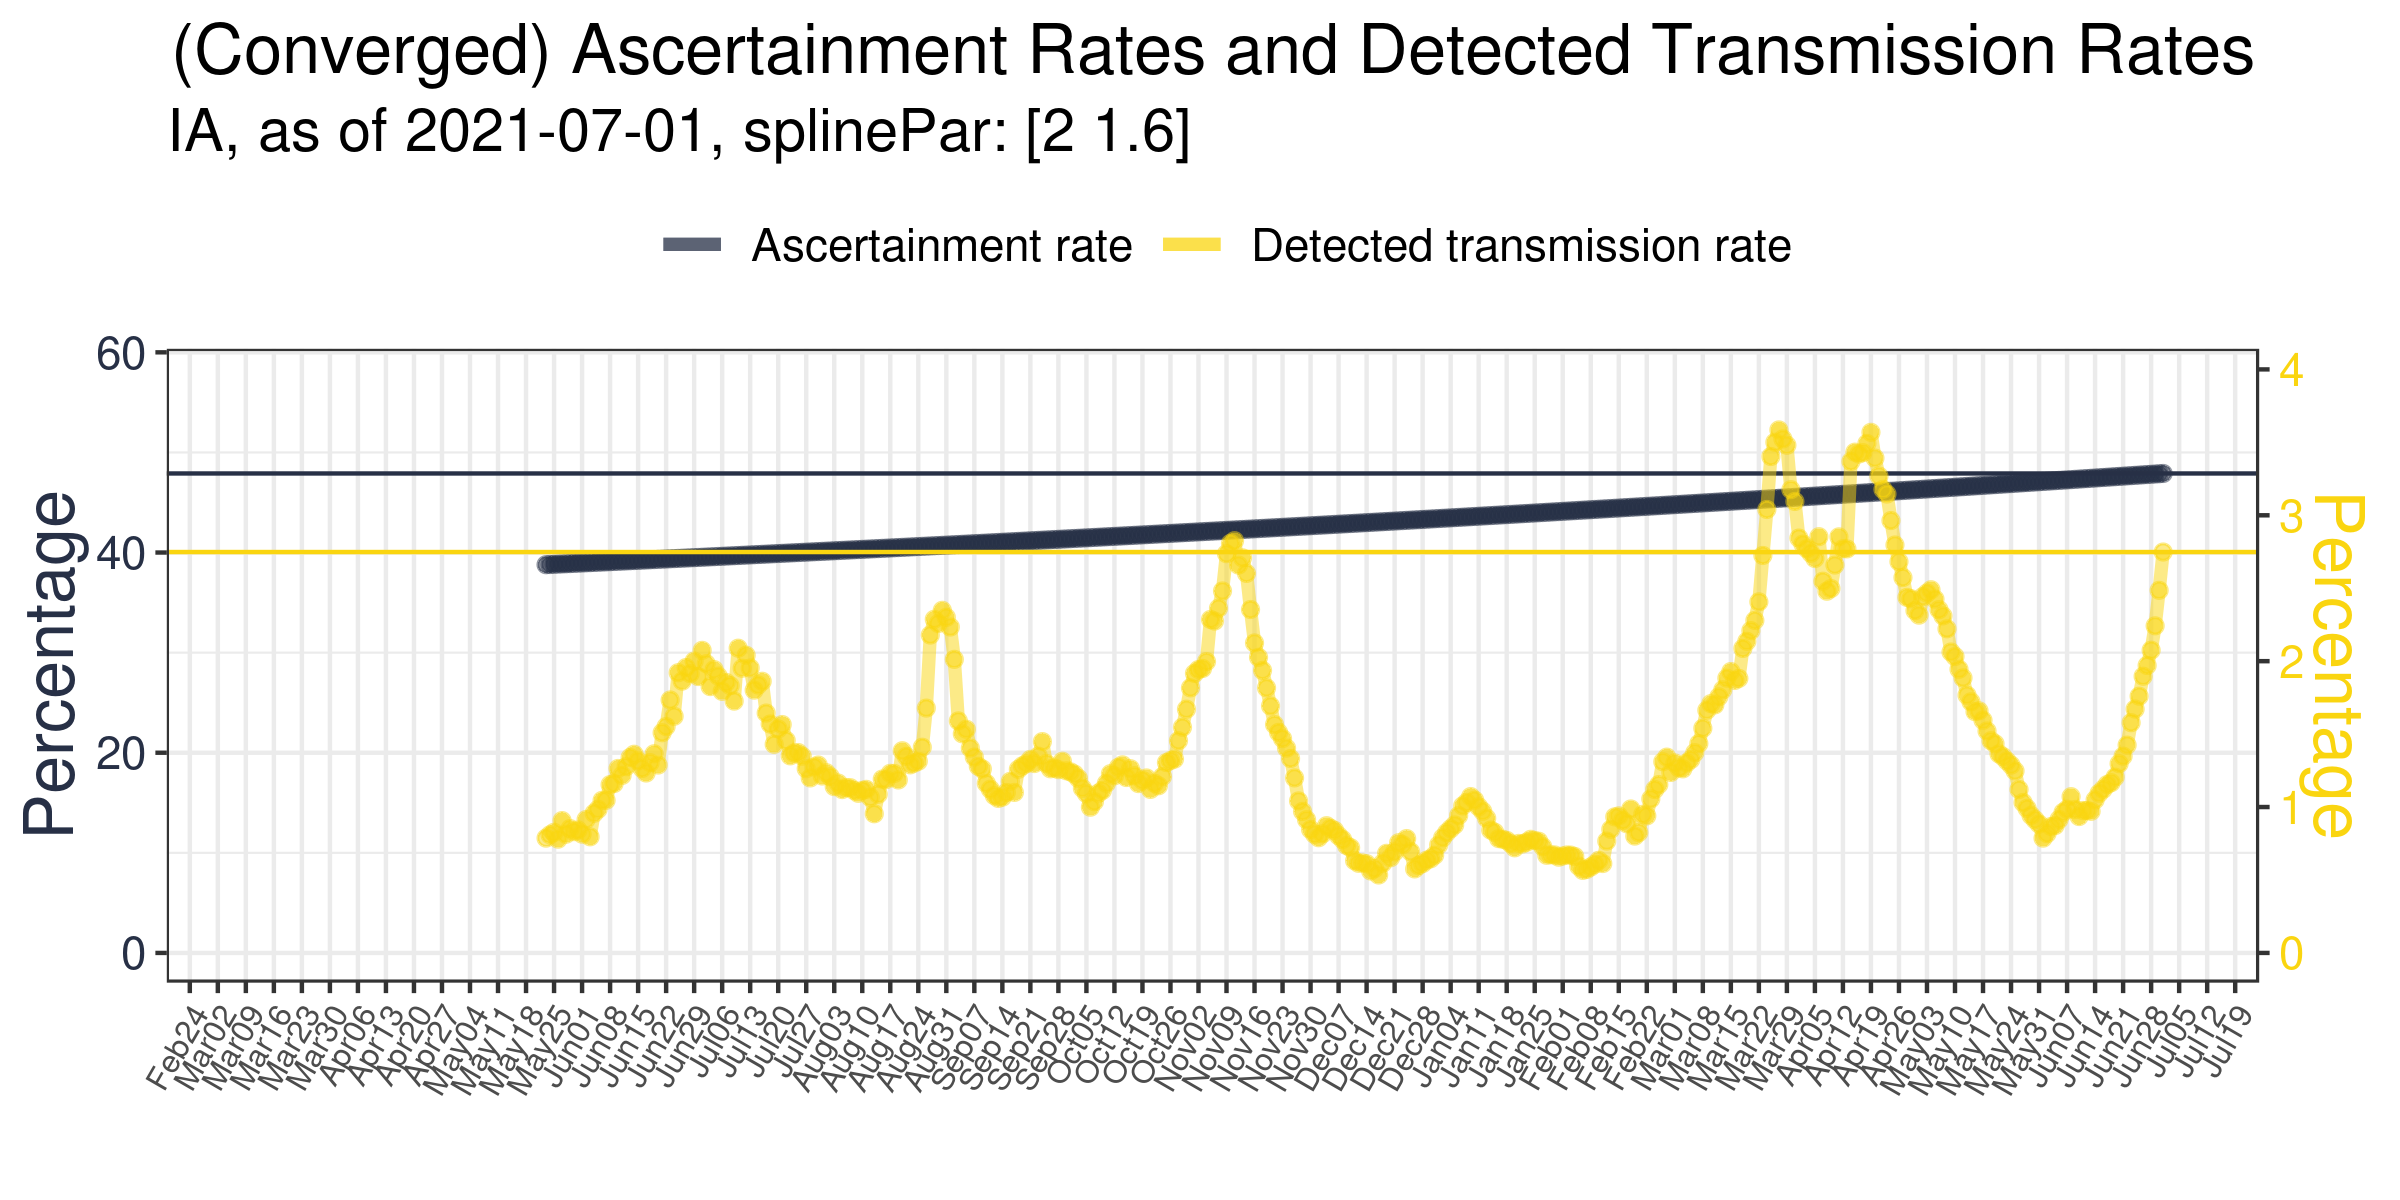 (Converged) Ascertainment Rates and Detected Transmission Rates
IA, as of 2021-07-01, splinePar: [2 1.6]
Ascertainment rate
Detected transmission rate
Percentage
60
40
20
0
4
3
2
1
0
Percentage
Feb24
Mar02
Mar09
Mar16
Mar23
Mar30
Apr06
Apr13
Apr20
Apr27
May04
May11
May18
May25
Jun01
Jun08
Jun15
Jun22
Jun29
Jul06
Jul13
Jul20
Jul27
Aug03
Aug10
Aug17
Aug24
Aug31
Sep07
Sep14
Sep21
Sep28
Oct05
Oct12
Oct19
Oct26
Nov02
Nov09
Nov16
Nov23
Nov30
Dec07
Dec14
Dec21
Dec28
Jan04
Jan11
Jan18
Jan25
Feb01
Feb08
Feb15
Feb22
Mar01
Mar08
Mar15
Mar22
Mar29
Apr05
Apr12
Apr19
Apr26
May03
May10
May17
May24
May31
Jun07
Jun14
Jun21
Jun28
Jul05
Jul12
Jul19